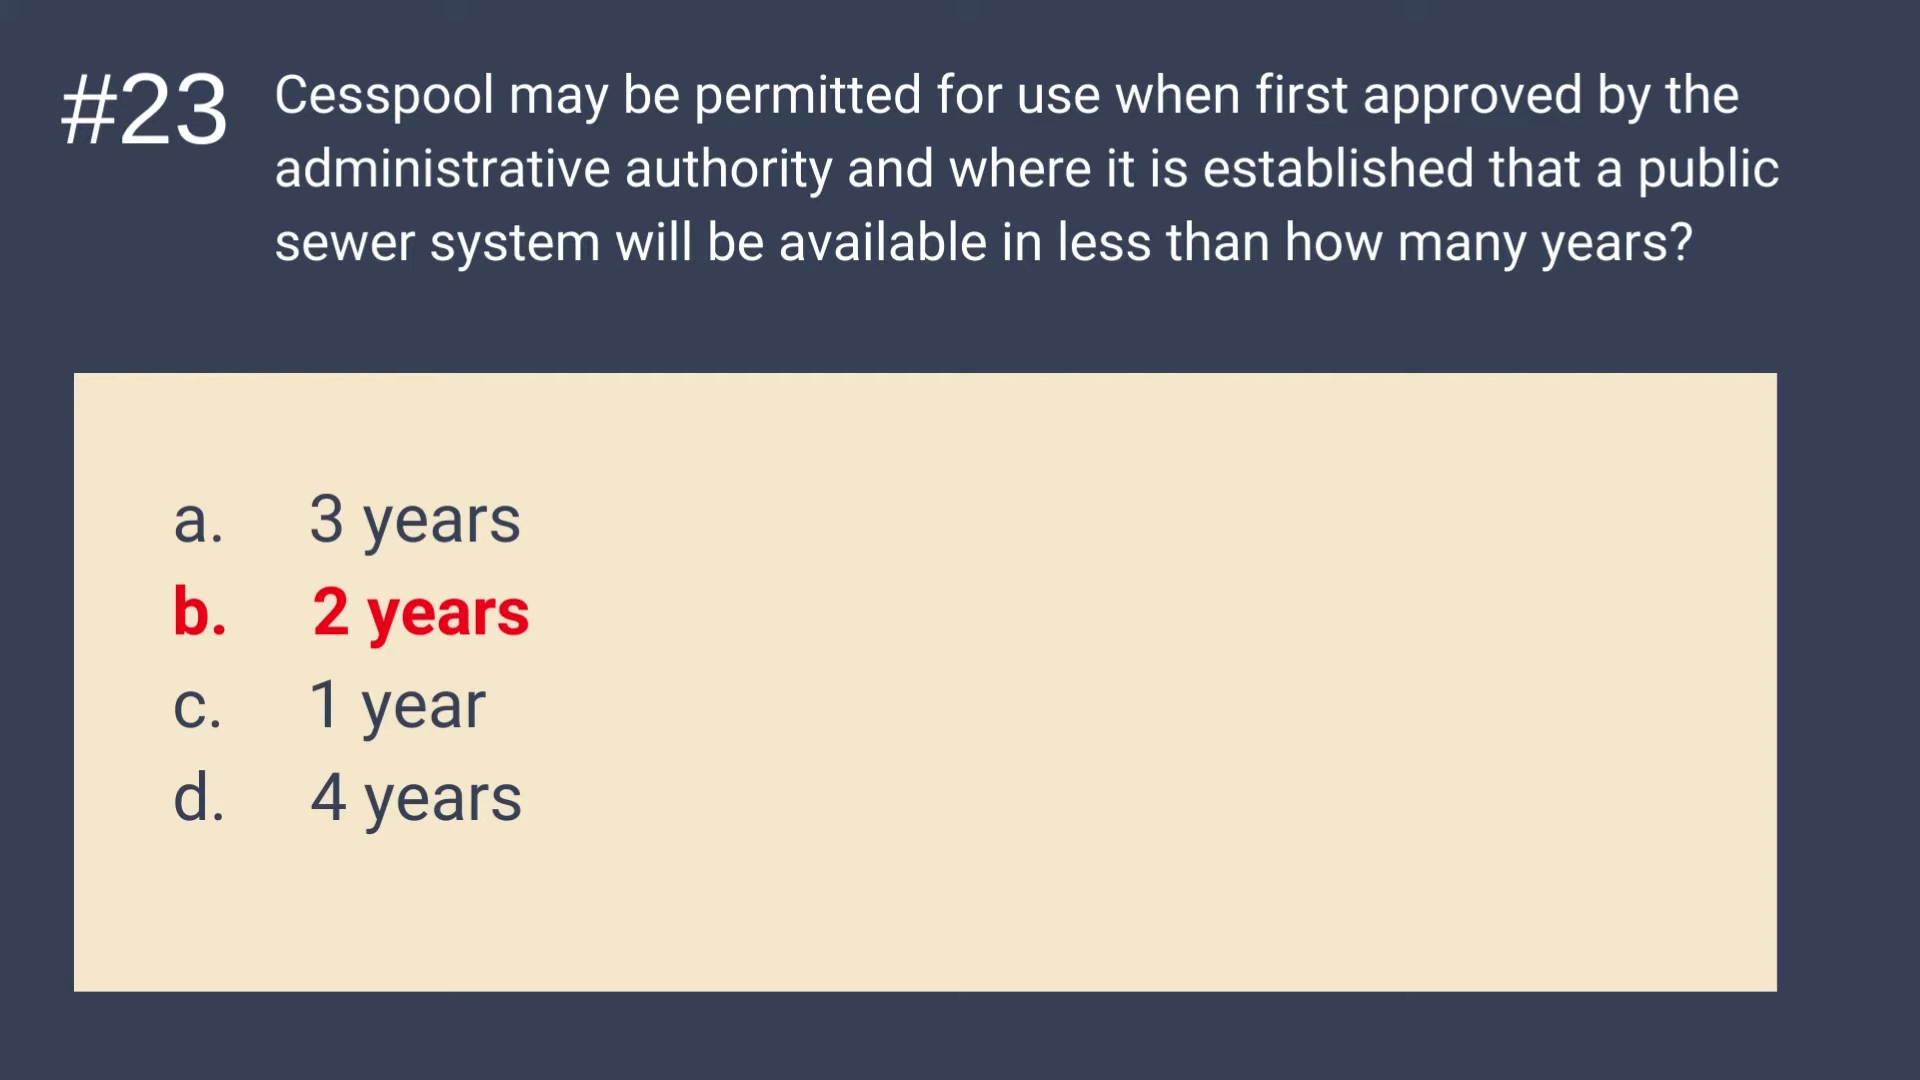 #23
Cesspool may be permitted for use when first approved by the
administrative authority and where it is established that a public
sewer system will be available in less than how many years?
a. 3 years
b. 2 years
c. 1 year
d. 4 years